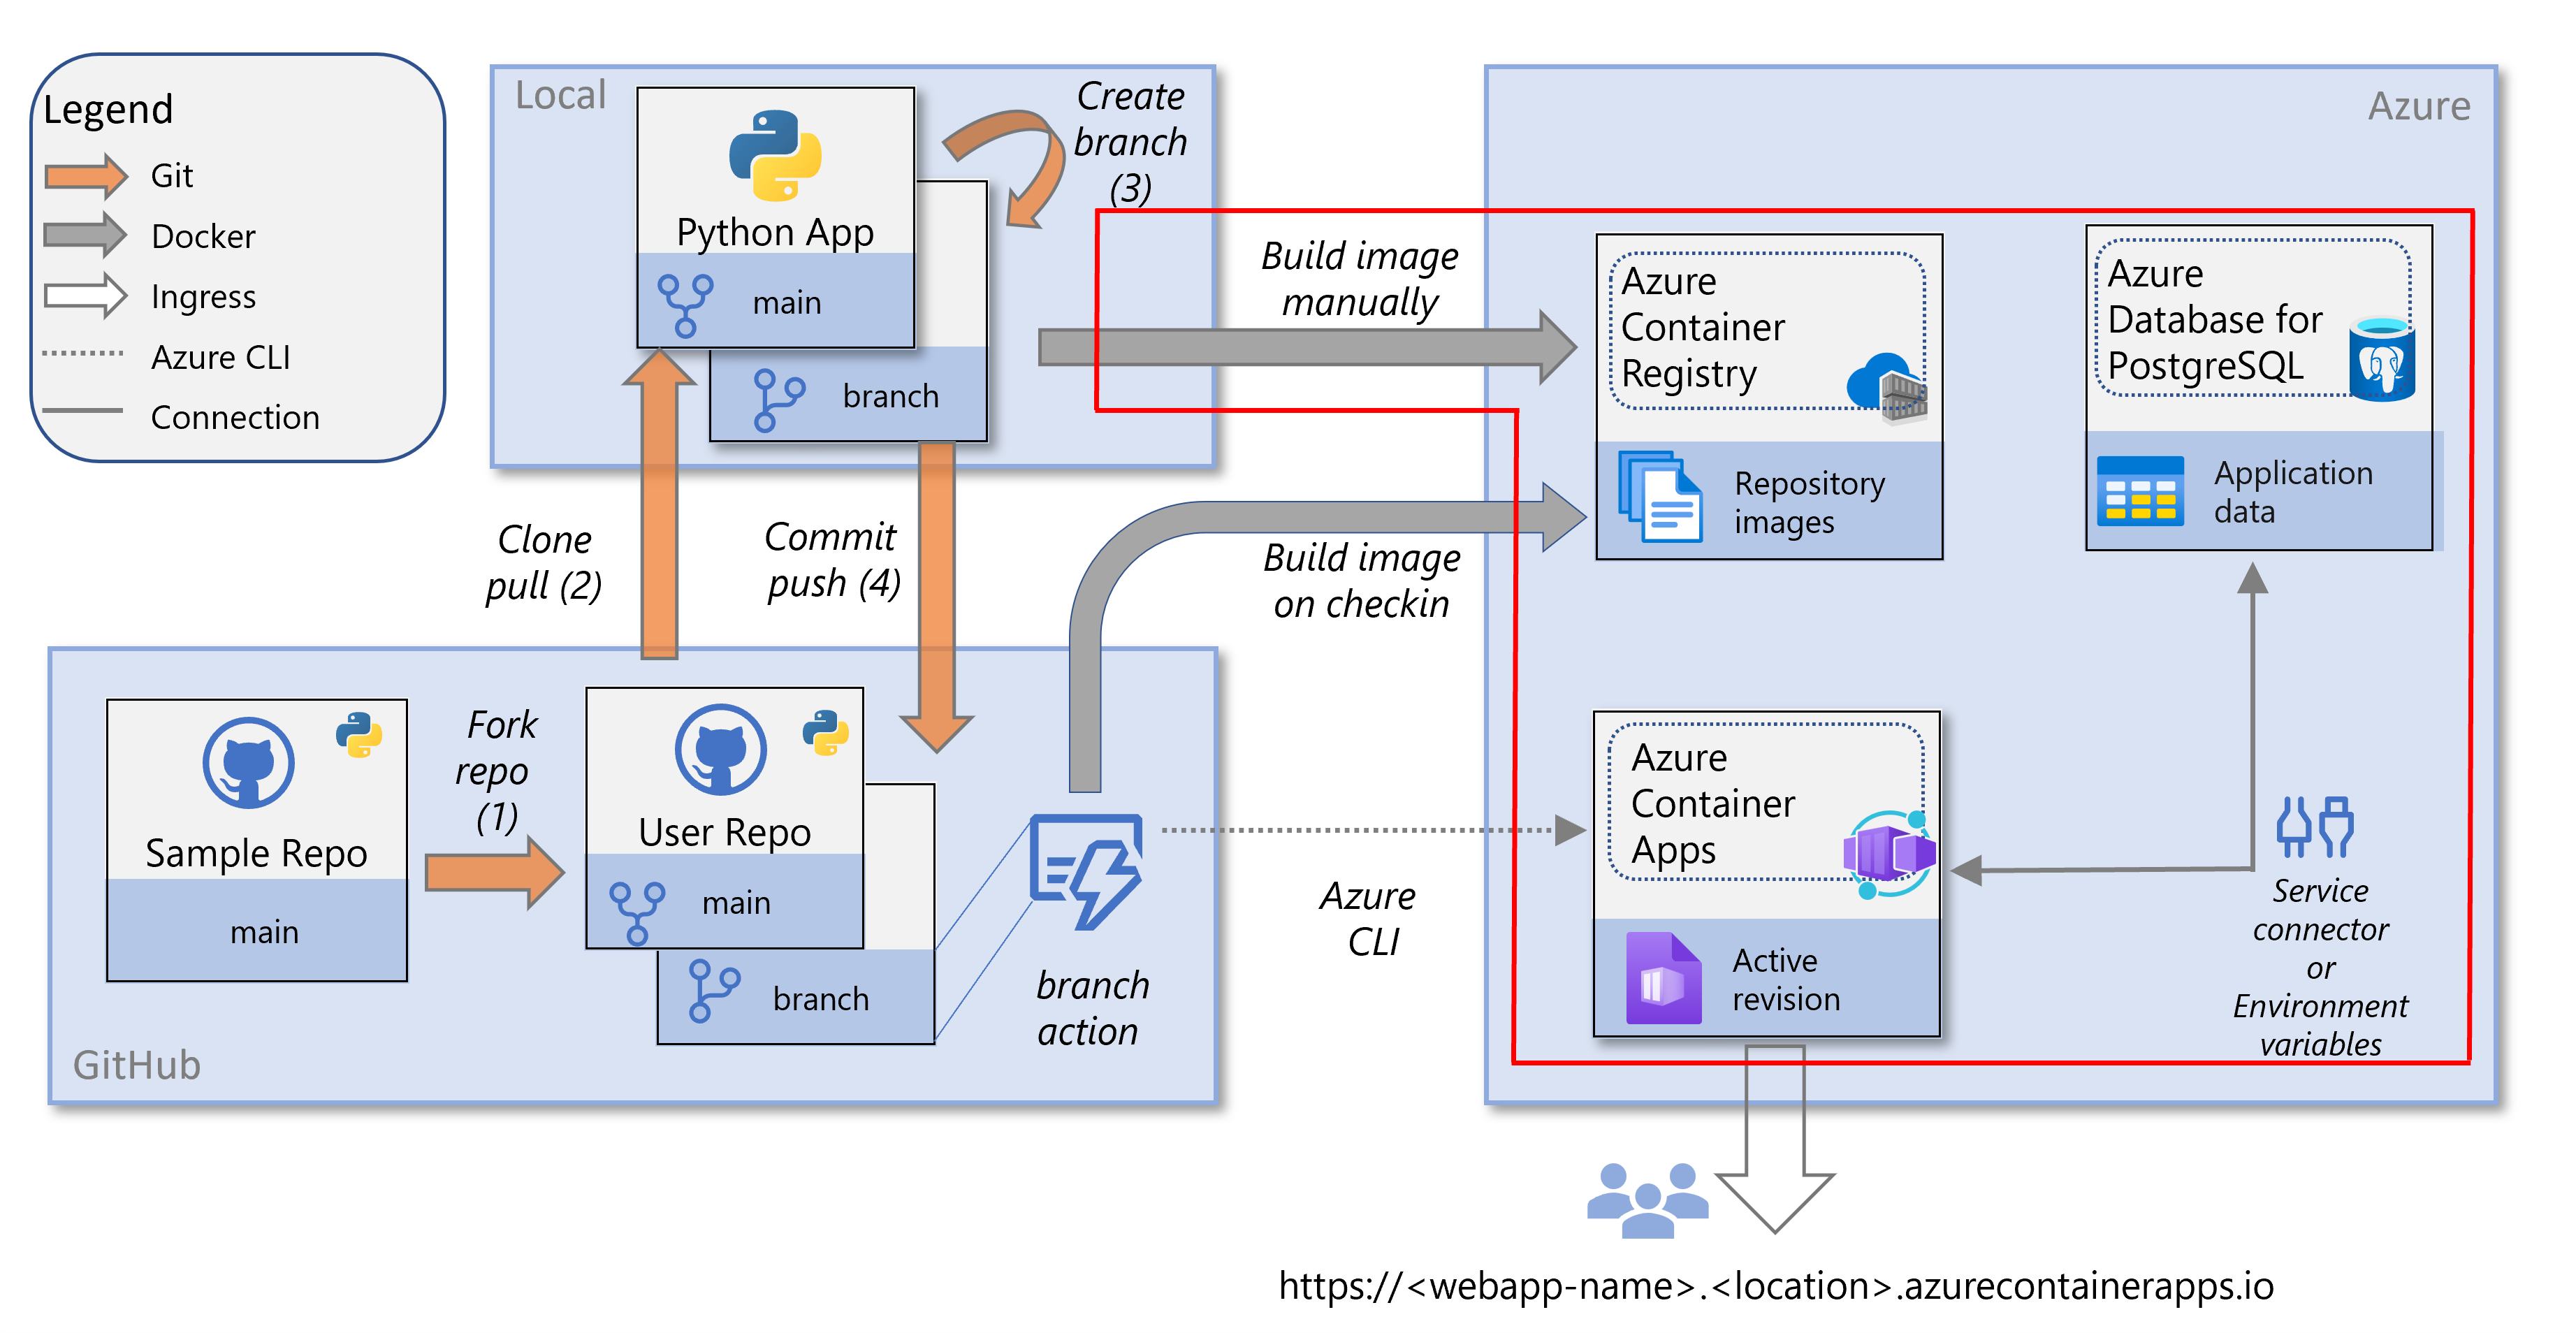 Legend
Git
Docker
Ingress
Azure CLI
Connection
Local
Python App
main
branch
Create
branch
(3)
Clone
pull (2)
Commit
push (4)
GitHub
Sample Repo
main
Fork
repo
(1)
User Repo
main
branch
branch
action
Build image
manually
Build image
on checkin
Azure
CLI
Azure
Azure
Container
Registry
Repository
images
Azure
Database for
PostgreSQL
Application
data
Azure
Container
Apps
Active
revision
Service
connector
or
Environment
variables
https://<webapp-name>.<location>.azurecontainerapps.io